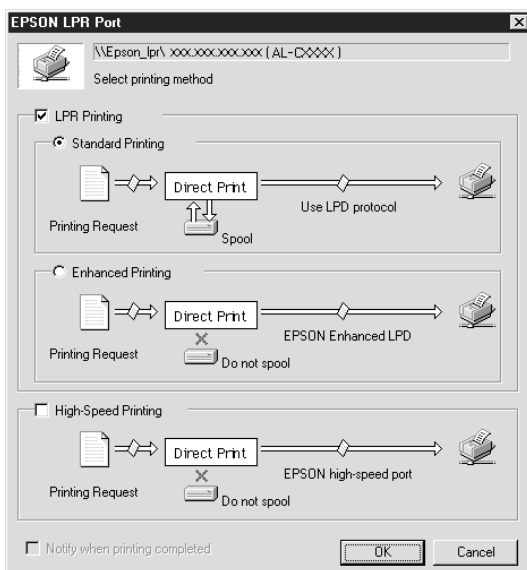 EPSON LPR Port
\\Epson_lpr\ xxx.xxx.xxx.xxx ( AL-CXXXX )
Select printing method
LPR Printing
Standard Printing
Direct Print
Use LPD protocol
Printing Request
Spool
Enhanced Printing
Direct Print
EPSON Enhanced LPD
Printing Request
Do not spool
High-Speed Printing
Direct Print
EPSON high-speed port
Printing Request
Do not spool
Notify when printing completed
OK
Cancel